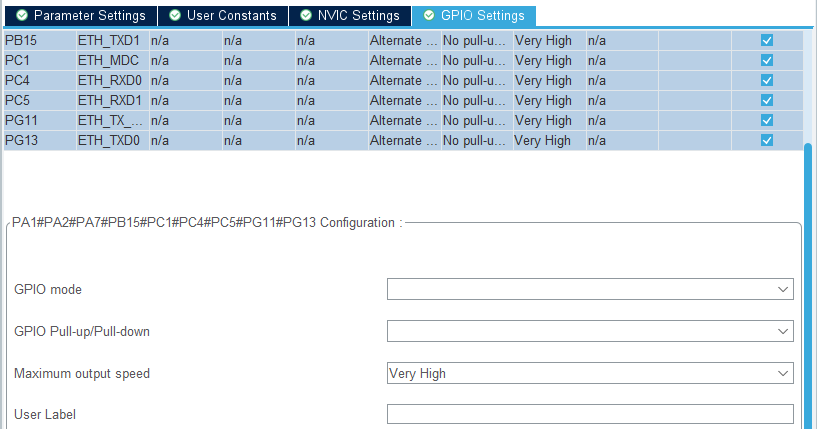 Parameter Settings User Constants NVIC Settings GPIO Settings
PB15 ETH_TXD1 n/a n/a n/a Alternate ... No pull-u... Very High n/a
PC1 ETH_MDC n/a n/a n/a Alternate ... No pull-u... Very High n/a
PC4 ETH_RXD0 n/a n/a n/a Alternate ... No pull-u... Very High n/a
PC5 ETH_RXD1 n/a n/a n/a Alternate ... No pull-u... Very High n/a
PG11 ETH_TX_... n/a n/a n/a Alternate ... No pull-u... Very High n/a
PG13 ETH_TXD0 n/a n/a n/a Alternate ... No pull-u... Very High n/a
PA1#PA2#PA7#PB15#PC1#PC4#PC5#PG11#PG13 Configuration :
GPIO mode
GPIO Pull-up/Pull-down
Maximum output speed Very High
User Label